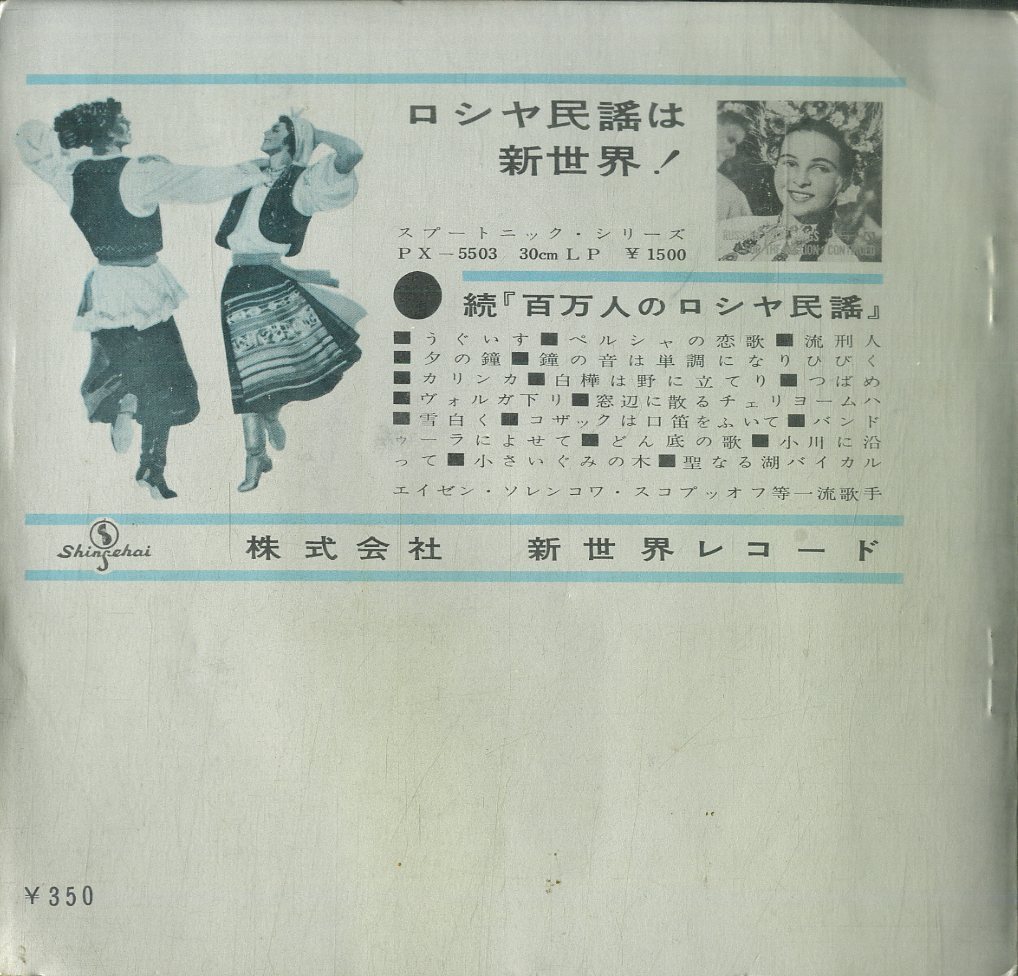 ロシヤ民謡は
新世界！
スプートニック・シリーズ
PX－5503 30cm LP ￥1500
●続『百万人のロシヤ民謡』
■うぐいす■ペルシャの恋歌■流刑人
■夕の鐘■鐘の音は単調になりひびく
■カリンカ■白樺は野に立てり■つばめ
■ヴォルガ下り■窓辺に散るチェリヨームハ
■雪白く■コザックは口笛をふいて■バンド
ゥーラによせて■どん底の歌■小川に沿
って■小さいぐみの木■聖なる湖バイカル
エイゼン・ソレンコワ・スコプッオフ等一流歌手
Shinsehai
株式会社 新世界レコード
￥350